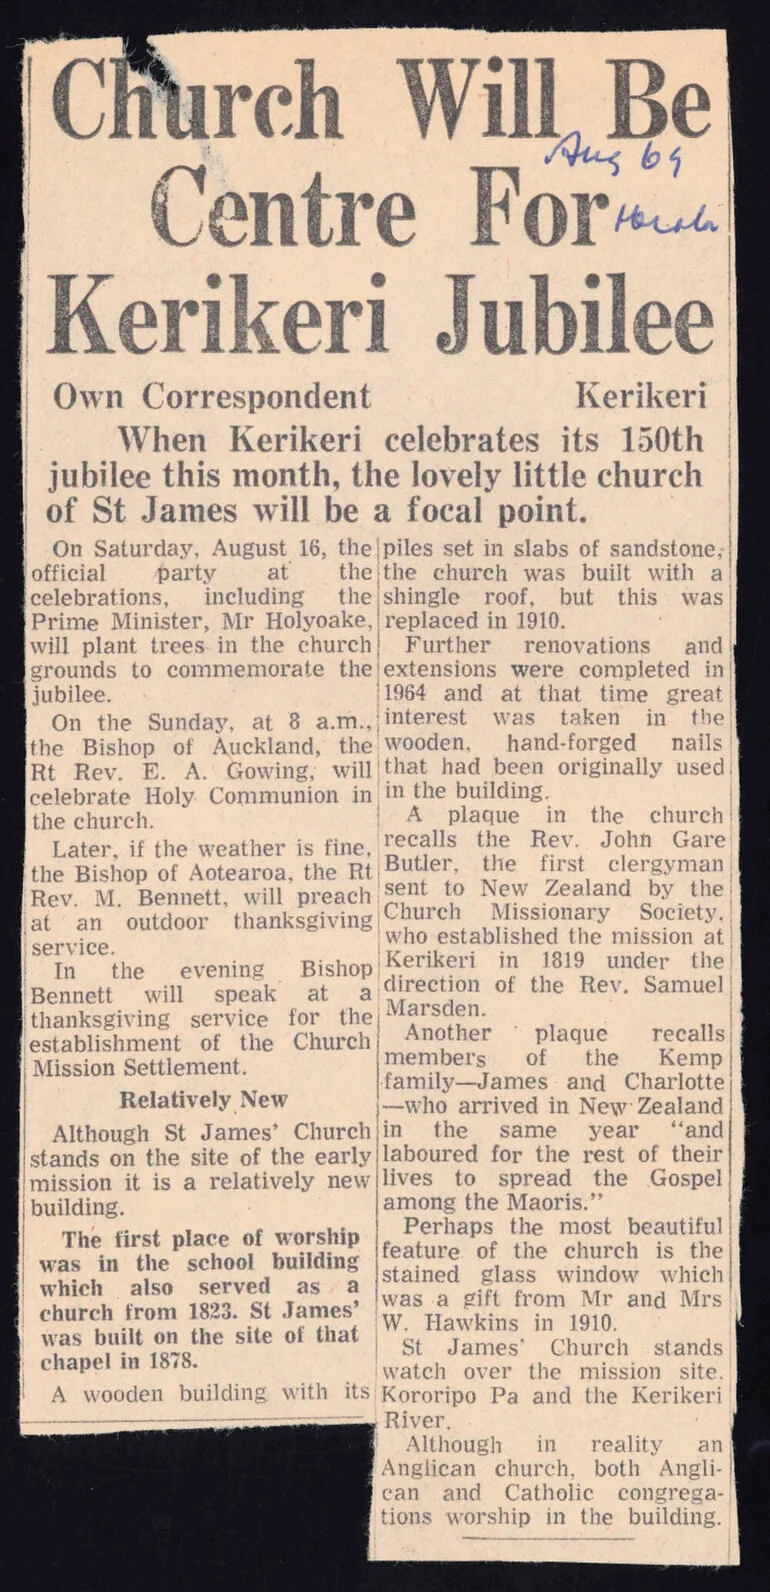 Church Will Be
Aug 69
Centre For
Kerikeri Jubilee
Own Correspondent Kerikeri
When Kerikeri celebrates its 150th
jubilee this month, the lovely little church
of St James will be a focal point.
On Saturday, August 16, the
official party at the
celebrations, including the
Prime Minister, Mr Holyoake,
will plant trees in the church
grounds to commemorate the
jubilee.
On the Sunday, at 8 a.m.,
the Bishop of Auckland, the
Rt Rev. E. A. Gowing, will
celebrate Holy Communion in
the church.
Later, if the weather is fine,
the Bishop of Aotearoa, the Rt
Rev. M. Bennett, will preach
at an outdoor thanksgiving
service.
In the evening Bishop
Bennett will speak at a
thanksgiving service for the
establishment of the Church
Mission Settlement.
Relatively New
Although St James' Church
stands on the site of the early
mission it is a relatively new
building.
The first place of worship
was in the school building
which also served as a
church from 1823. St James'
was built on the site of that
chapel in 1878.
A wooden building with its
piles set in slabs of sandstone,
the church was built with a
shingle roof, but this was
replaced in 1910.
Further renovations and
extensions were completed in
1964 and at that time great
interest was taken in the
wooden, hand-forged nails
that had been originally used
in the building.
A plaque in the church
recalls the Rev. John Gare
Butler, the first clergyman
sent to New Zealand by the
Church Missionary Society,
who established the mission at
Kerikeri in 1819 under the
direction of the Rev. Samuel
Marsden.
Another plaque recalls
members of the Kemp
family—James and Charlotte
—who arrived in New Zealand
in the same year "and
laboured for the rest of their
lives to spread the Gospel
among the Maoris."
Perhaps the most beautiful
feature of the church is the
stained glass window which
was a gift from Mr and Mrs
W. Hawkins in 1910.
St James' Church stands
watch over the mission site,
Kororipo Pa and the Kerikeri
River.
Although in reality an
Anglican church, both Angli-
can and Catholic congrega-
tions worship in the building.